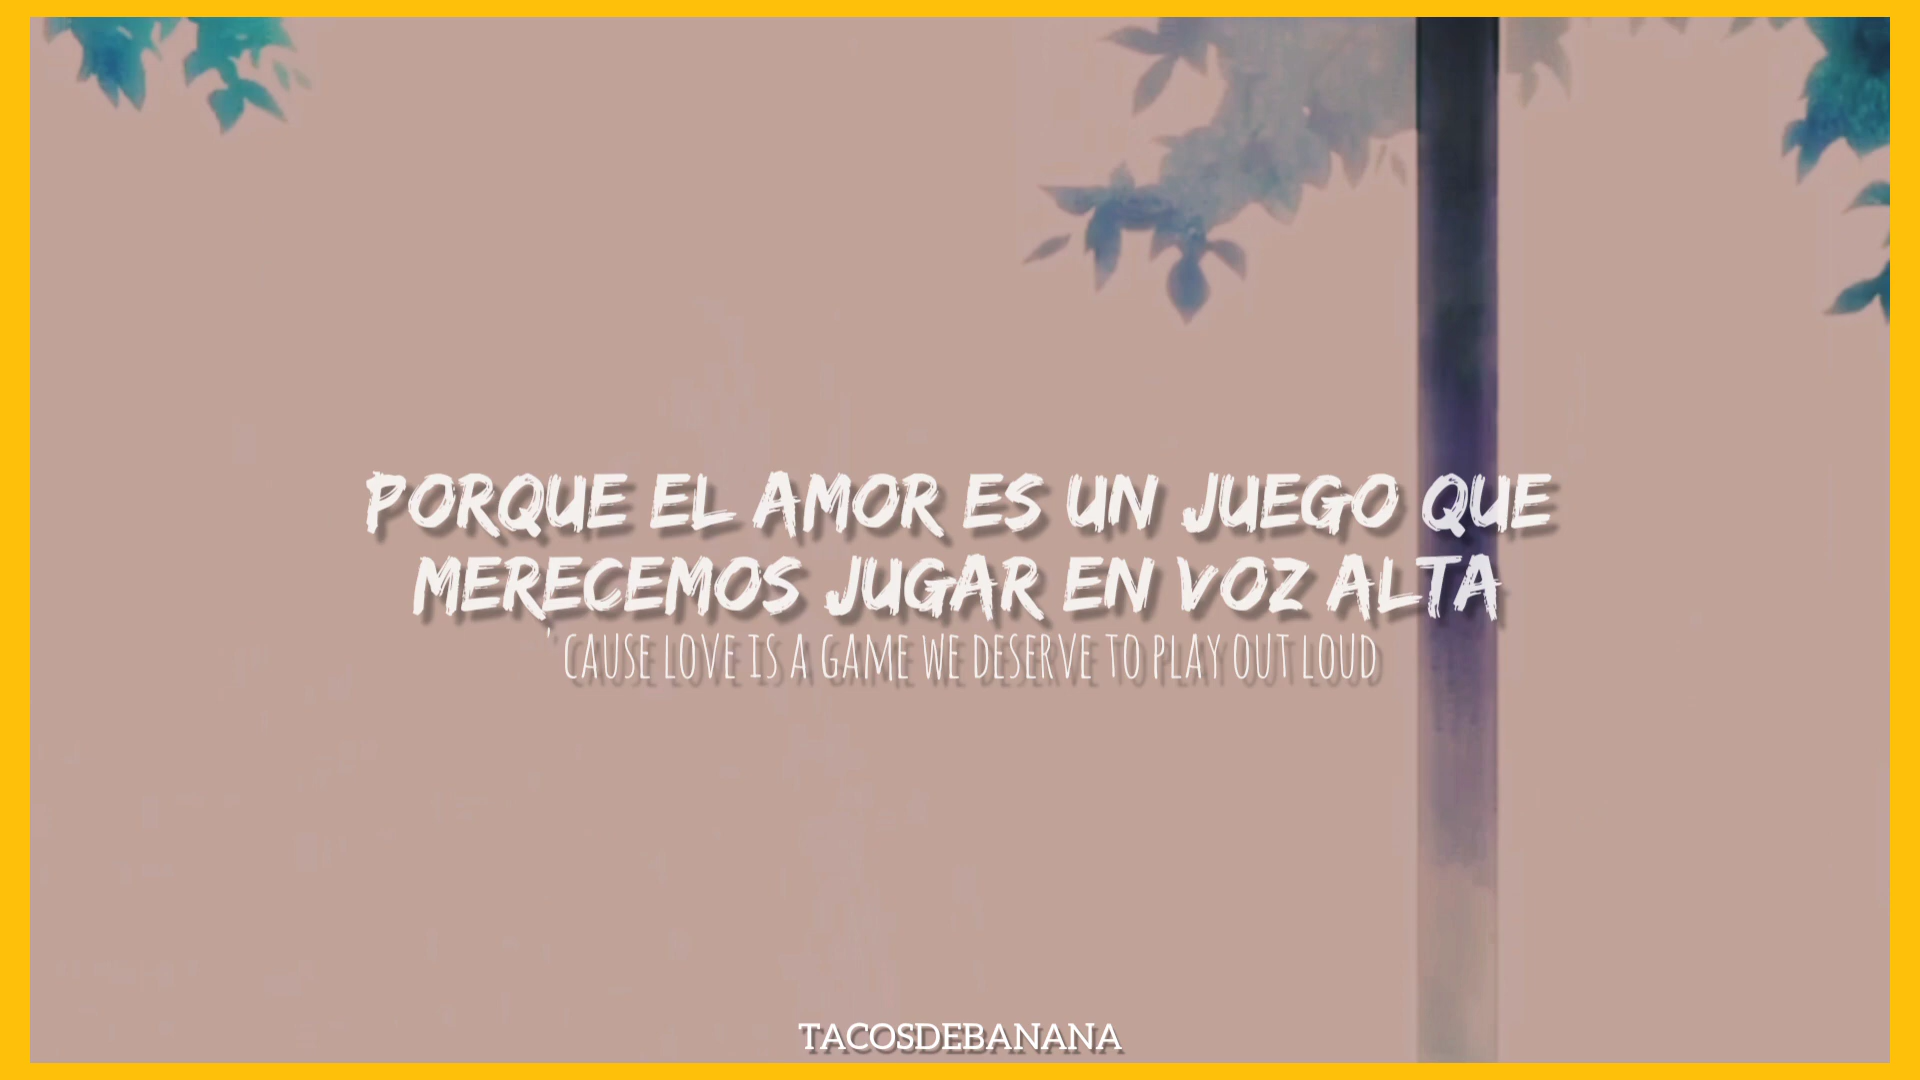 PORQUE EL AMOR ES UN JUEGO QUE
MERECEMOS JUGAR EN VOZ ALTA
'CAUSE LOVE IS A GAME WE DESERVE TO PLAY OUT LOUD
TACOSDEBANANA